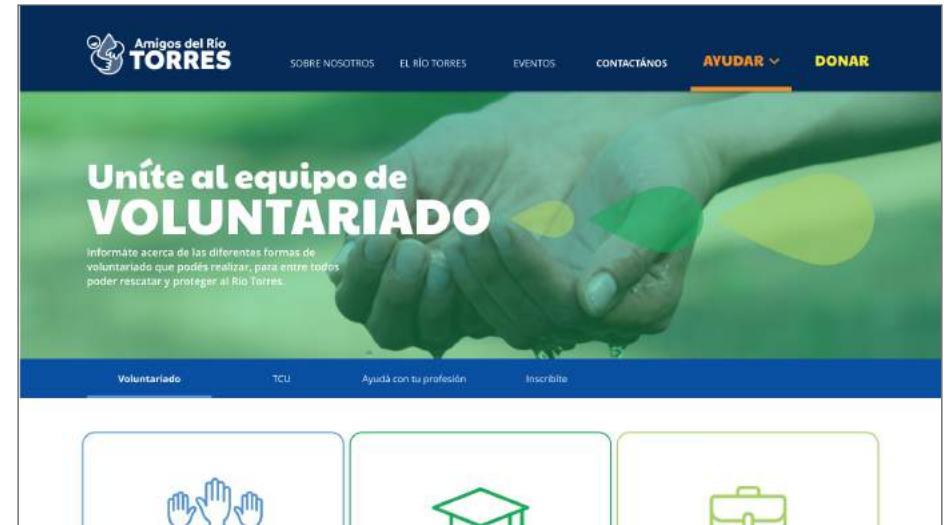 Amigos del Río
TORRES
SOBRE NOSOTROS
EL RÍO TORRES
EVENTOS
CONTACTÁNOS
AYUDAR
DONAR
Uníte al equipo de
VOLUNTARIADO
Informáte acerca de las diferentes formas de
voluntariado que podés realizar, para entre todos
poder rescatar y proteger al Río Torres.
Voluntariado
TCU
Ayudá con tu profesión
Inscribite